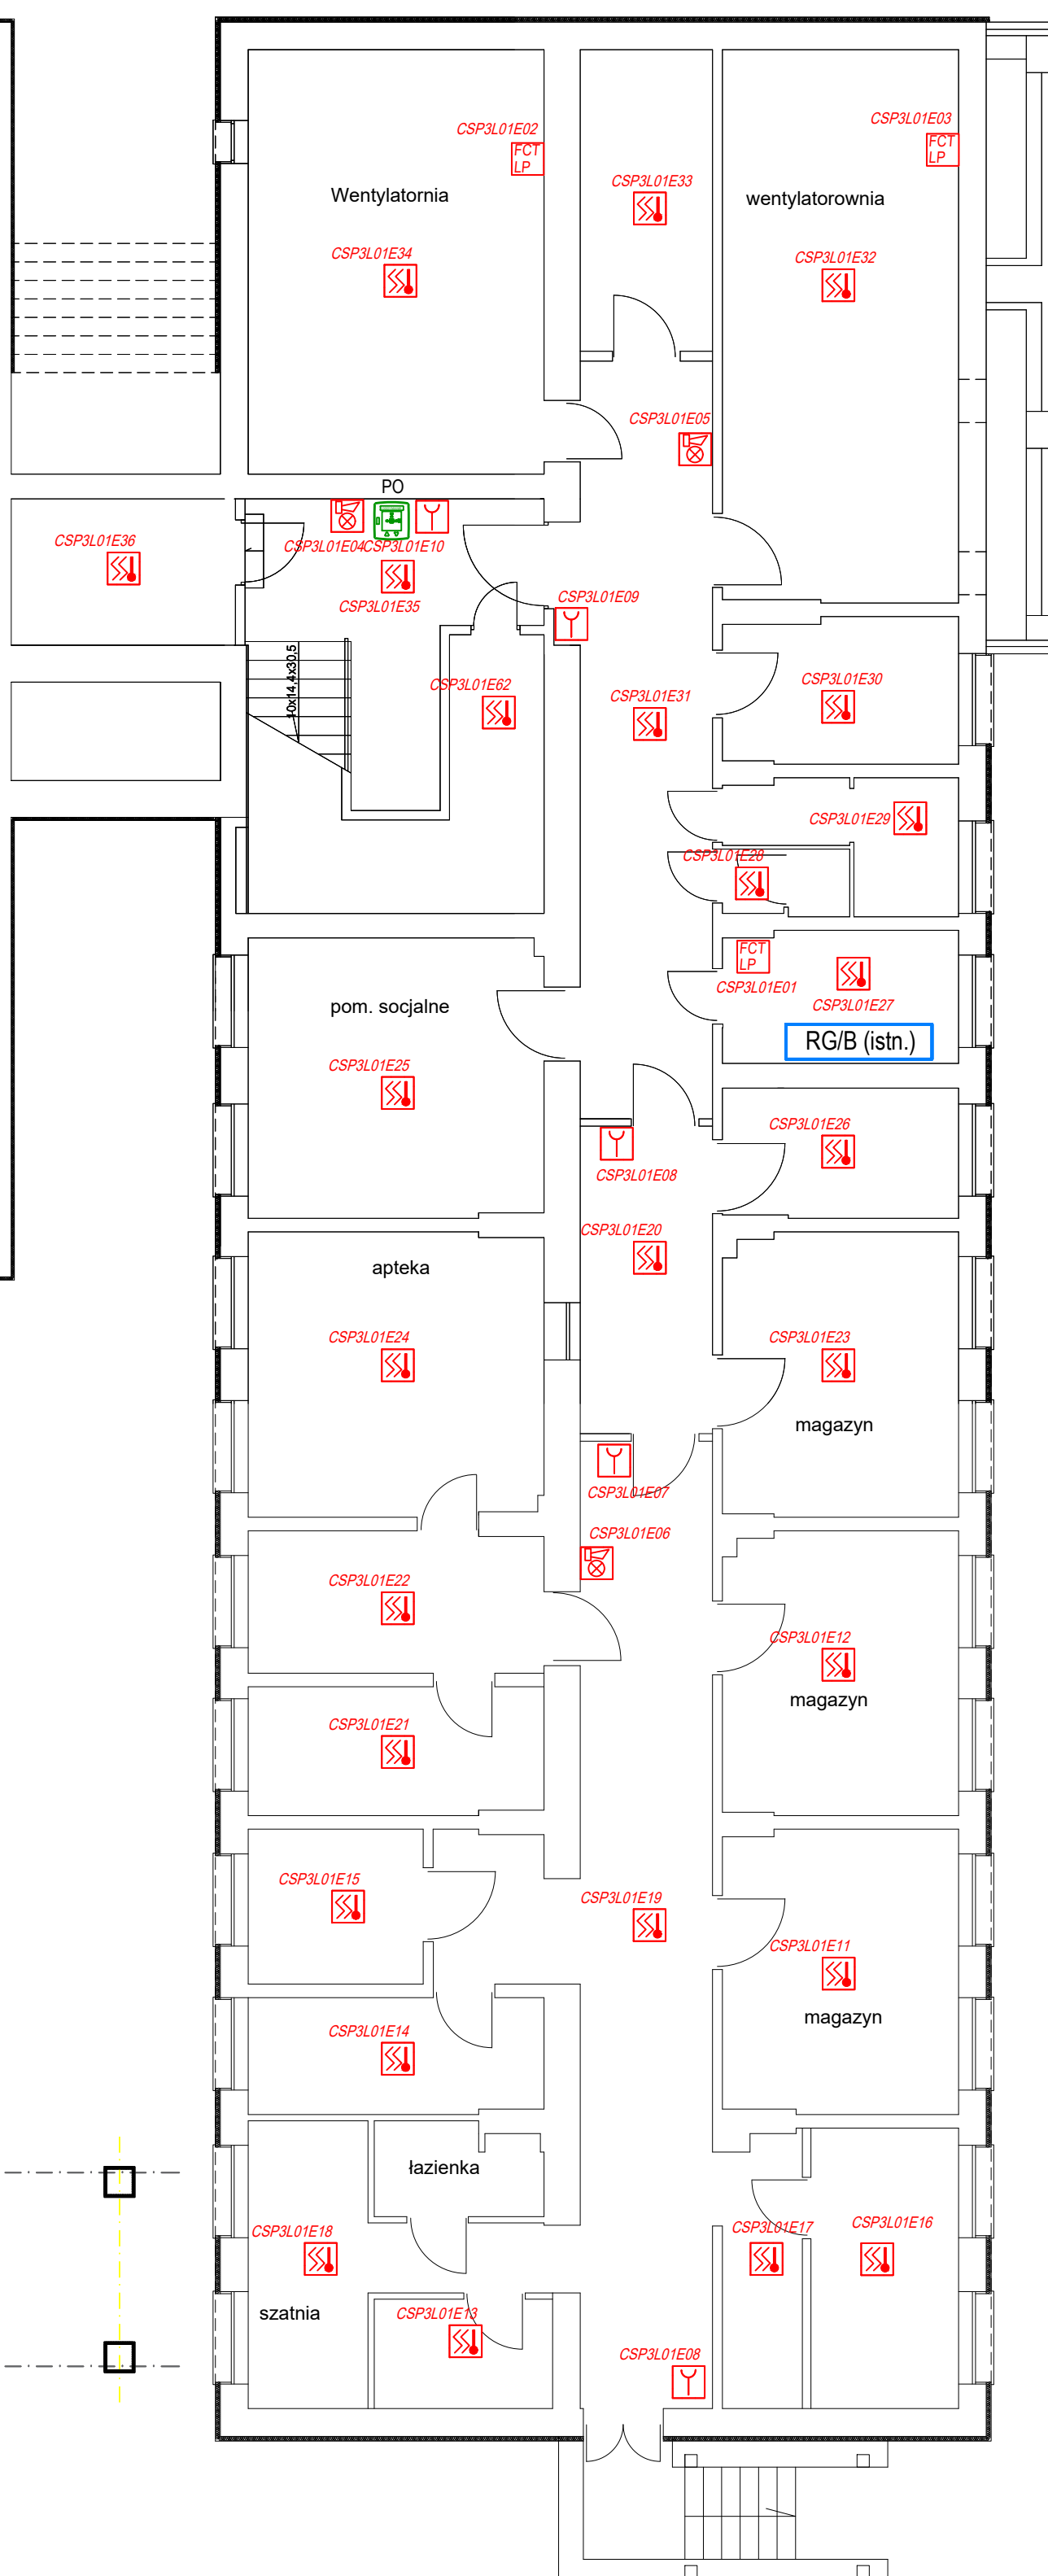 CSP3L01E03
CSP3L01E02
FCT
LP
FCT
LP
CSP3L01E33
Wentylatornia
wentylatorownia
CSP3L01E34
CSP3L01E32
CSP3L01E05
PO
CSP3L01E36
CSP3L01E04
CSP3L01E10
CSP3L01E35
CSP3L01E09
10x14,4x30,5
CSP3L01E62
CSP3L01E31
CSP3L01E30
CSP3L01E29
CSP3L01E28
FCT
LP
CSP3L01E01
CSP3L01E27
pom. socjalne
RG/B (istn.)
CSP3L01E25
CSP3L01E26
CSP3L01E08
CSP3L01E20
apteka
CSP3L01E24
CSP3L01E23
magazyn
CSP3L01E07
CSP3L01E06
CSP3L01E22
CSP3L01E12
magazyn
CSP3L01E21
CSP3L01E15
CSP3L01E19
CSP3L01E11
magazyn
CSP3L01E14
łazienka
CSP3L01E18
CSP3L01E17
CSP3L01E16
szatnia
CSP3L01E13
CSP3L01E08